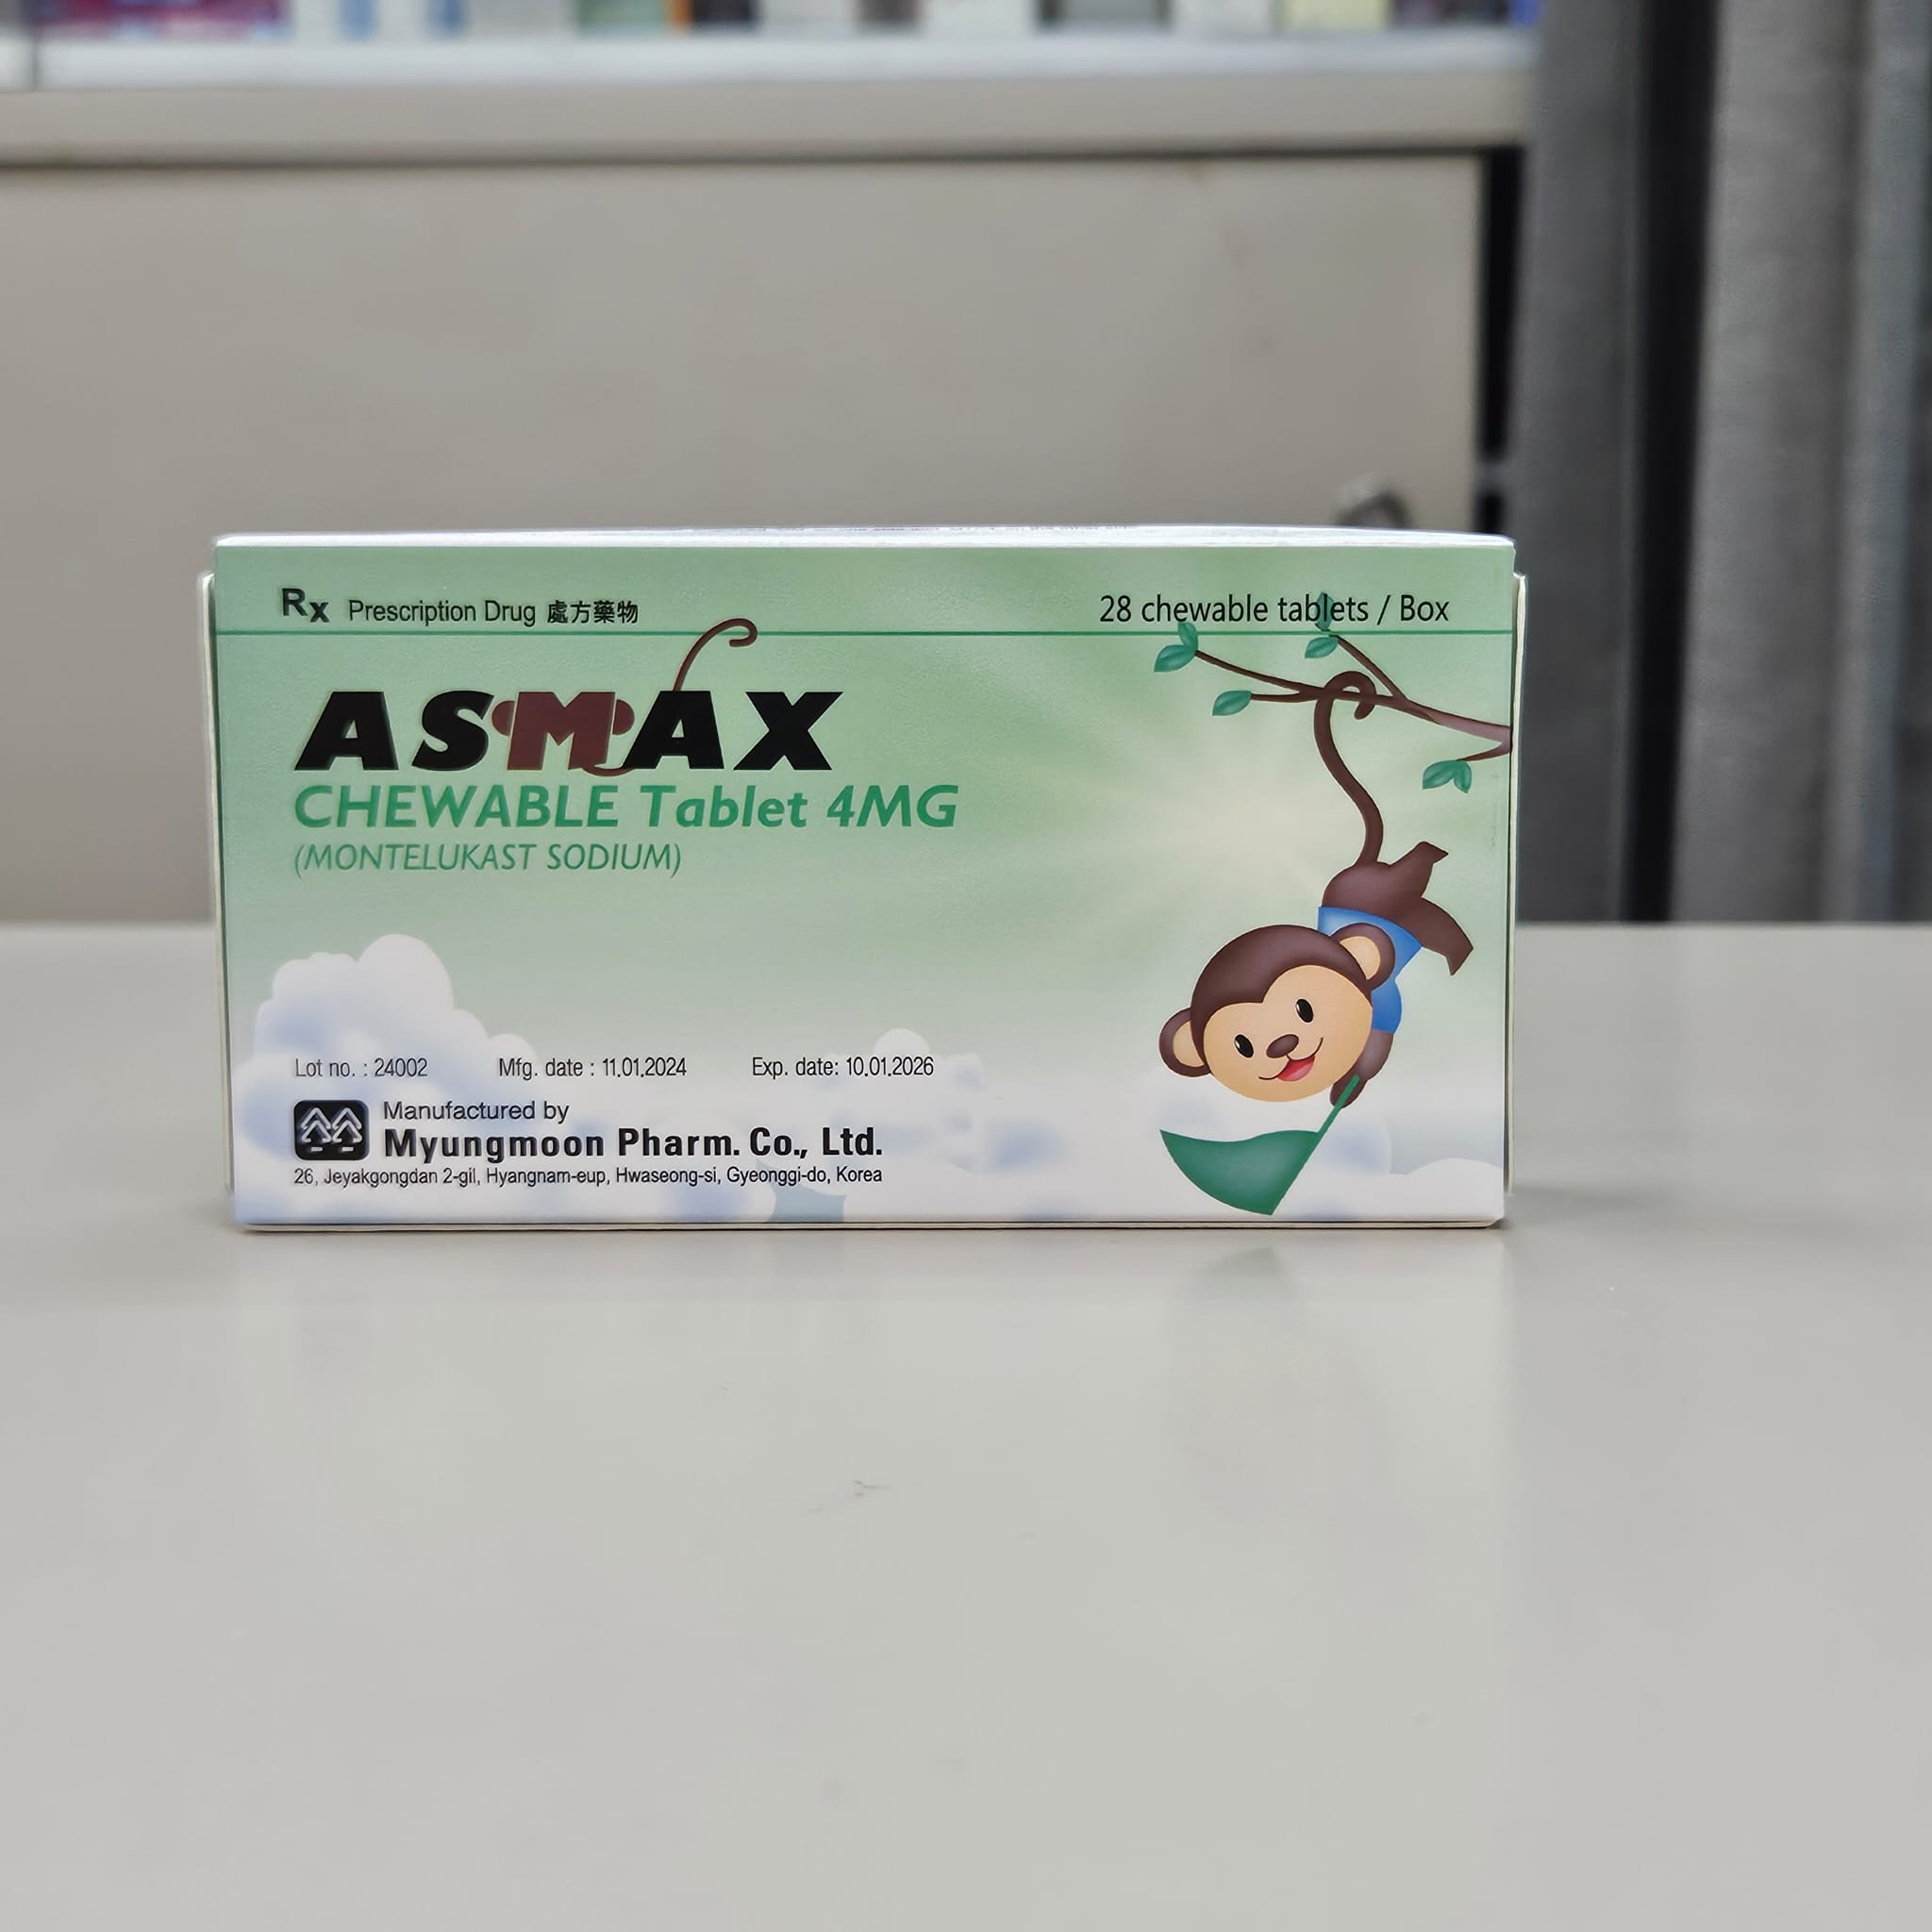 Rx Prescription Drug 處方藥物
28 chewable tablets / Box
ASMAX
CHEWABLE Tablet 4MG
(MONTELUKAST SODIUM)
Lot no. : 24002 Mfg. date : 11.01.2024 Exp. date: 10.01.2026
Manufactured by
Myungmoon Pharm. Co., Ltd.
26, Jeyakgongdan 2-gil, Hyangnam-eup, Hwaseong-si, Gyeonggi-do, Korea